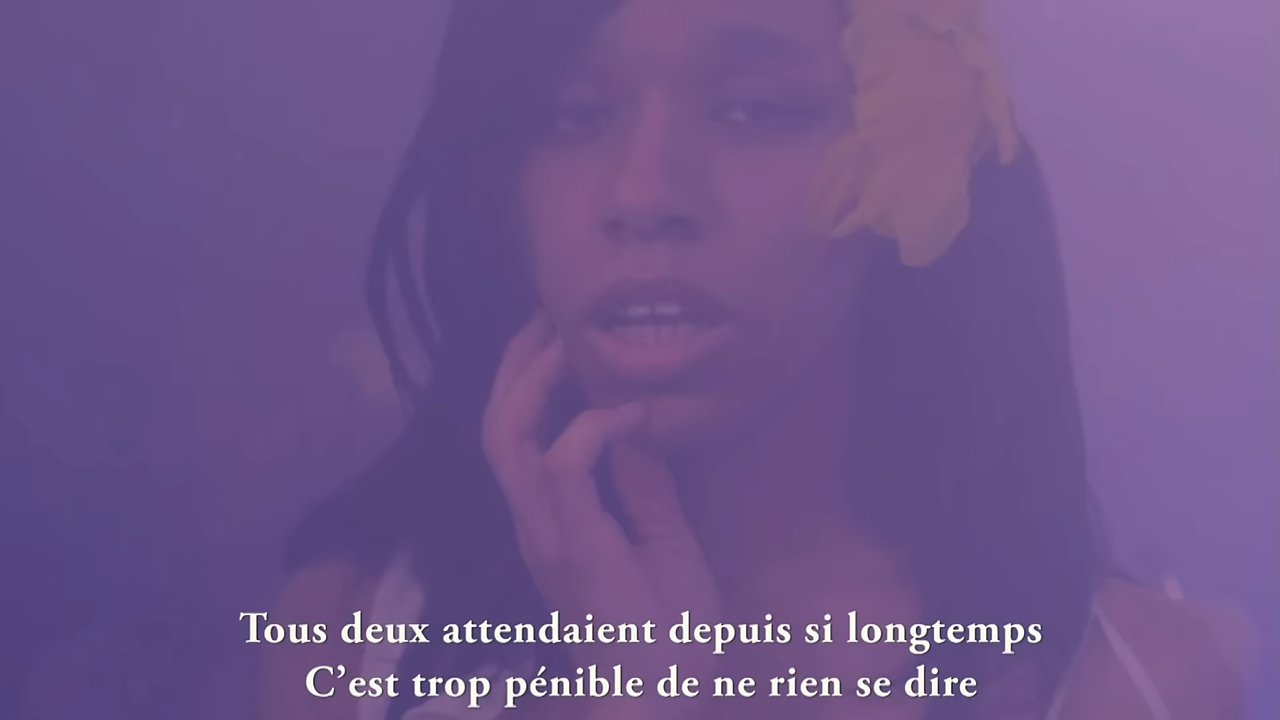 Tous deux attendaient depuis si longtemps
C’est trop pénible de ne rien se dire